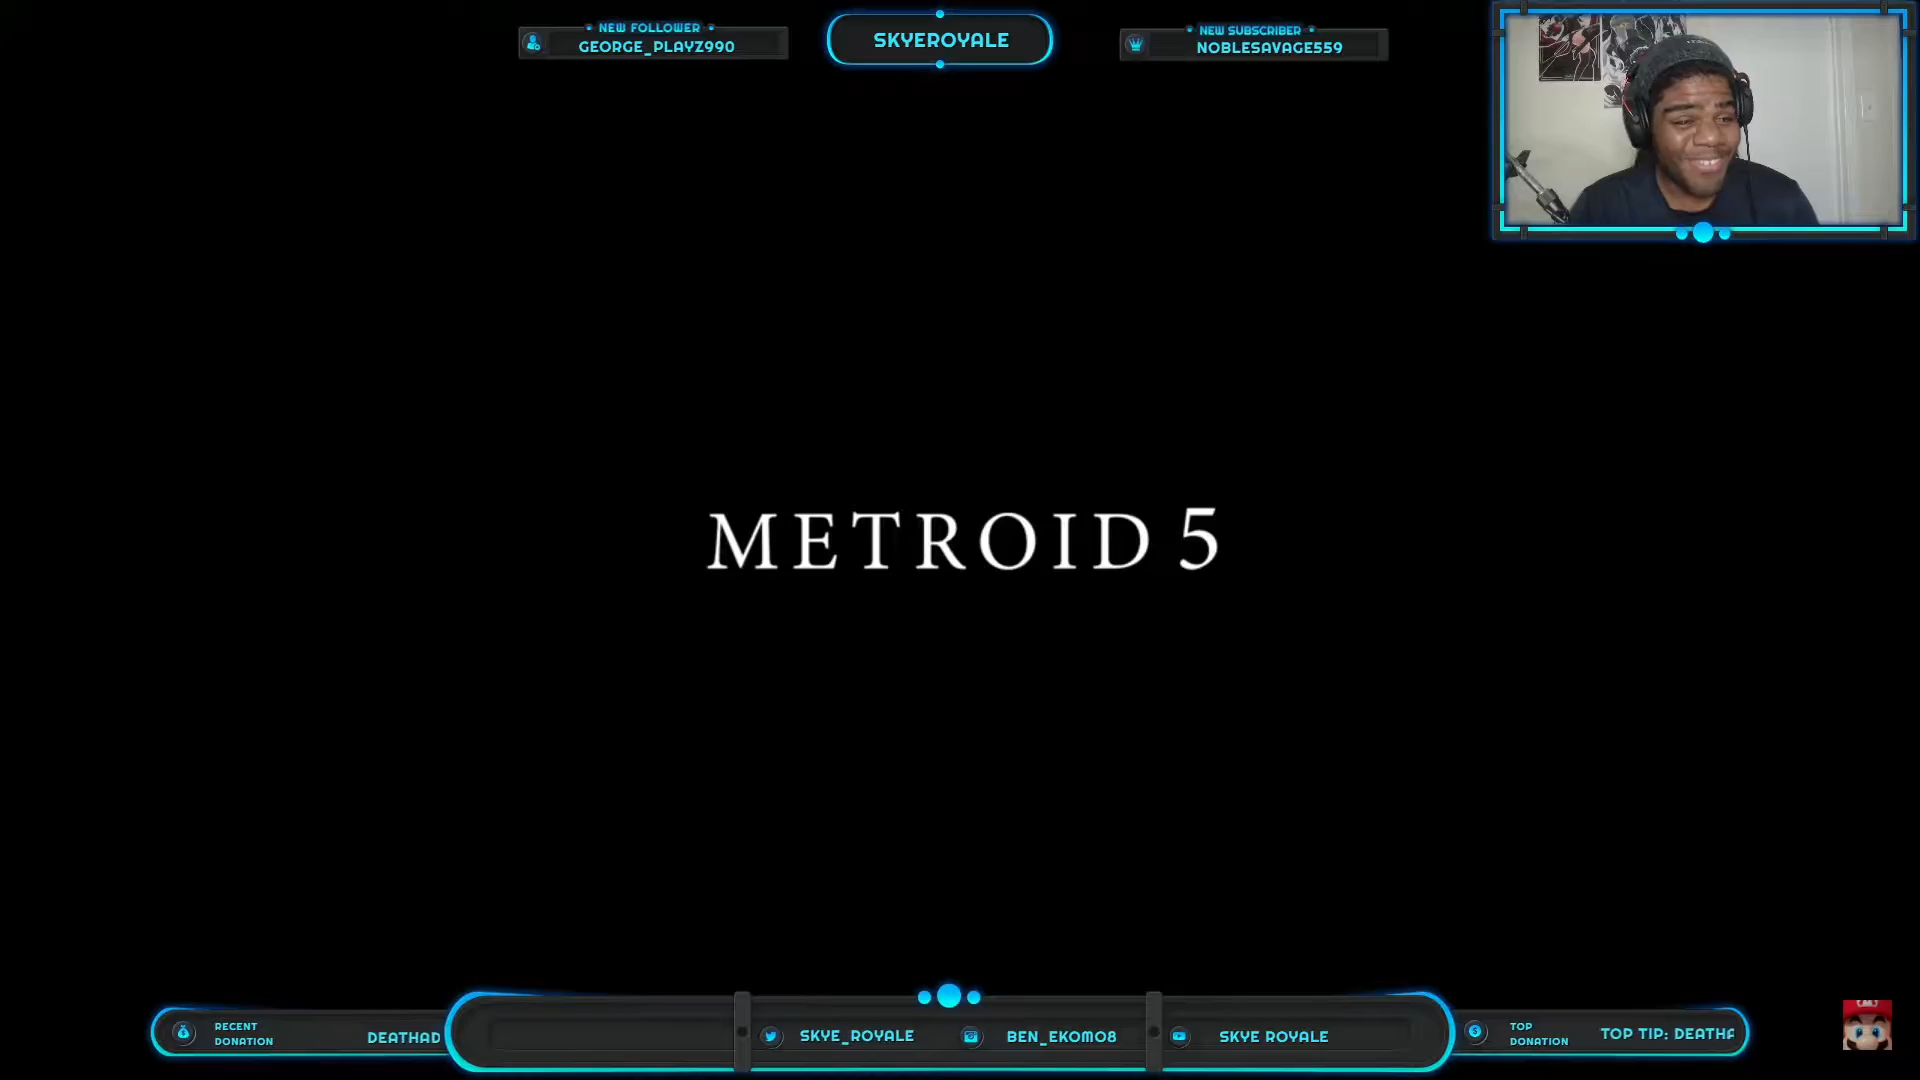 NEW FOLLOWER
GEORGE_PLAYZ990
SKYEROYALE
NEW SUBSCRIBER
NOBLESAVAGE559
METROID 5
RECENT
DONATION
DEATHAD
SKYE_ROYALE
BEN_EKOMO8
SKYE ROYALE
TOP
DONATION
TOP TIP: DEATHA